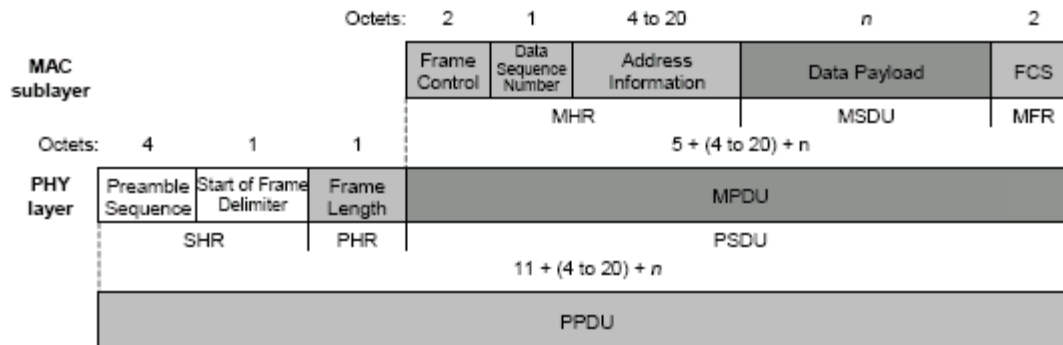 Octets: 2 1 4 to 20 n 2
MAC sublayer
Frame Control
Data Sequence Number
Address Information
Data Payload
FCS
MHR MSDU MFR
Octets: 4 1 1 5 + (4 to 20) + n
PHY layer
Preamble Sequence
Start of Frame Delimiter
Frame Length
MPDU
SHR PHR PSDU
11 + (4 to 20) + n
PPDU